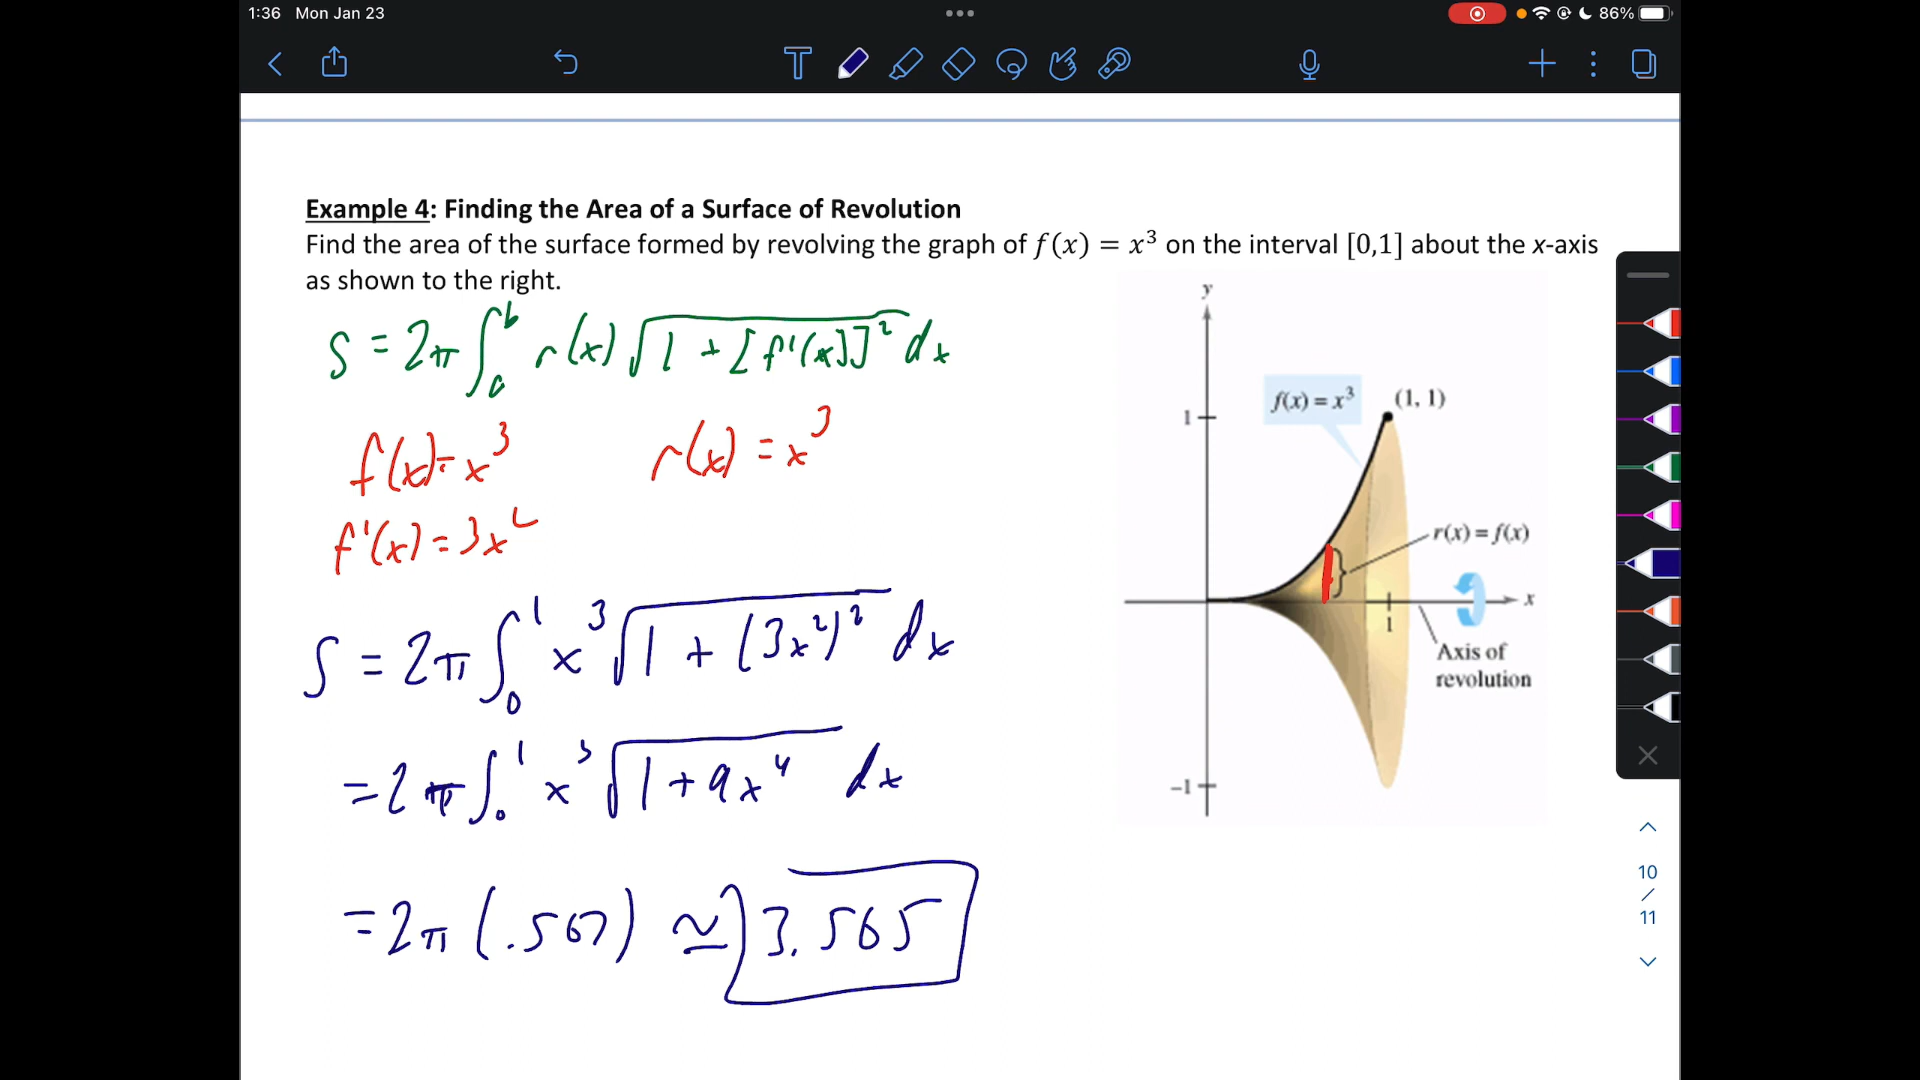 1:36 Mon Jan 23
86%
Example 4: Finding the Area of a Surface of Revolution
Find the area of the surface formed by revolving the graph of f(x) = x³ on the interval [0,1] about the x-axis
as shown to the right.
S = 2π ∫ₐᵇ r(x) √(1 + [f'(x)]²) dx
f(x) = x³
r(x) = x³
f'(x) = 3x²
S = 2π ∫₀¹ x³ √(1 + (3x²)²) dx
= 2π ∫₀¹ x³ √(1 + 9x⁴) dx
= 2π (.567) ≈ 3.565
y
f(x) = x³
(1, 1)
1
r(x) = f(x)
x
1
Axis of
revolution
−1
10
/
11